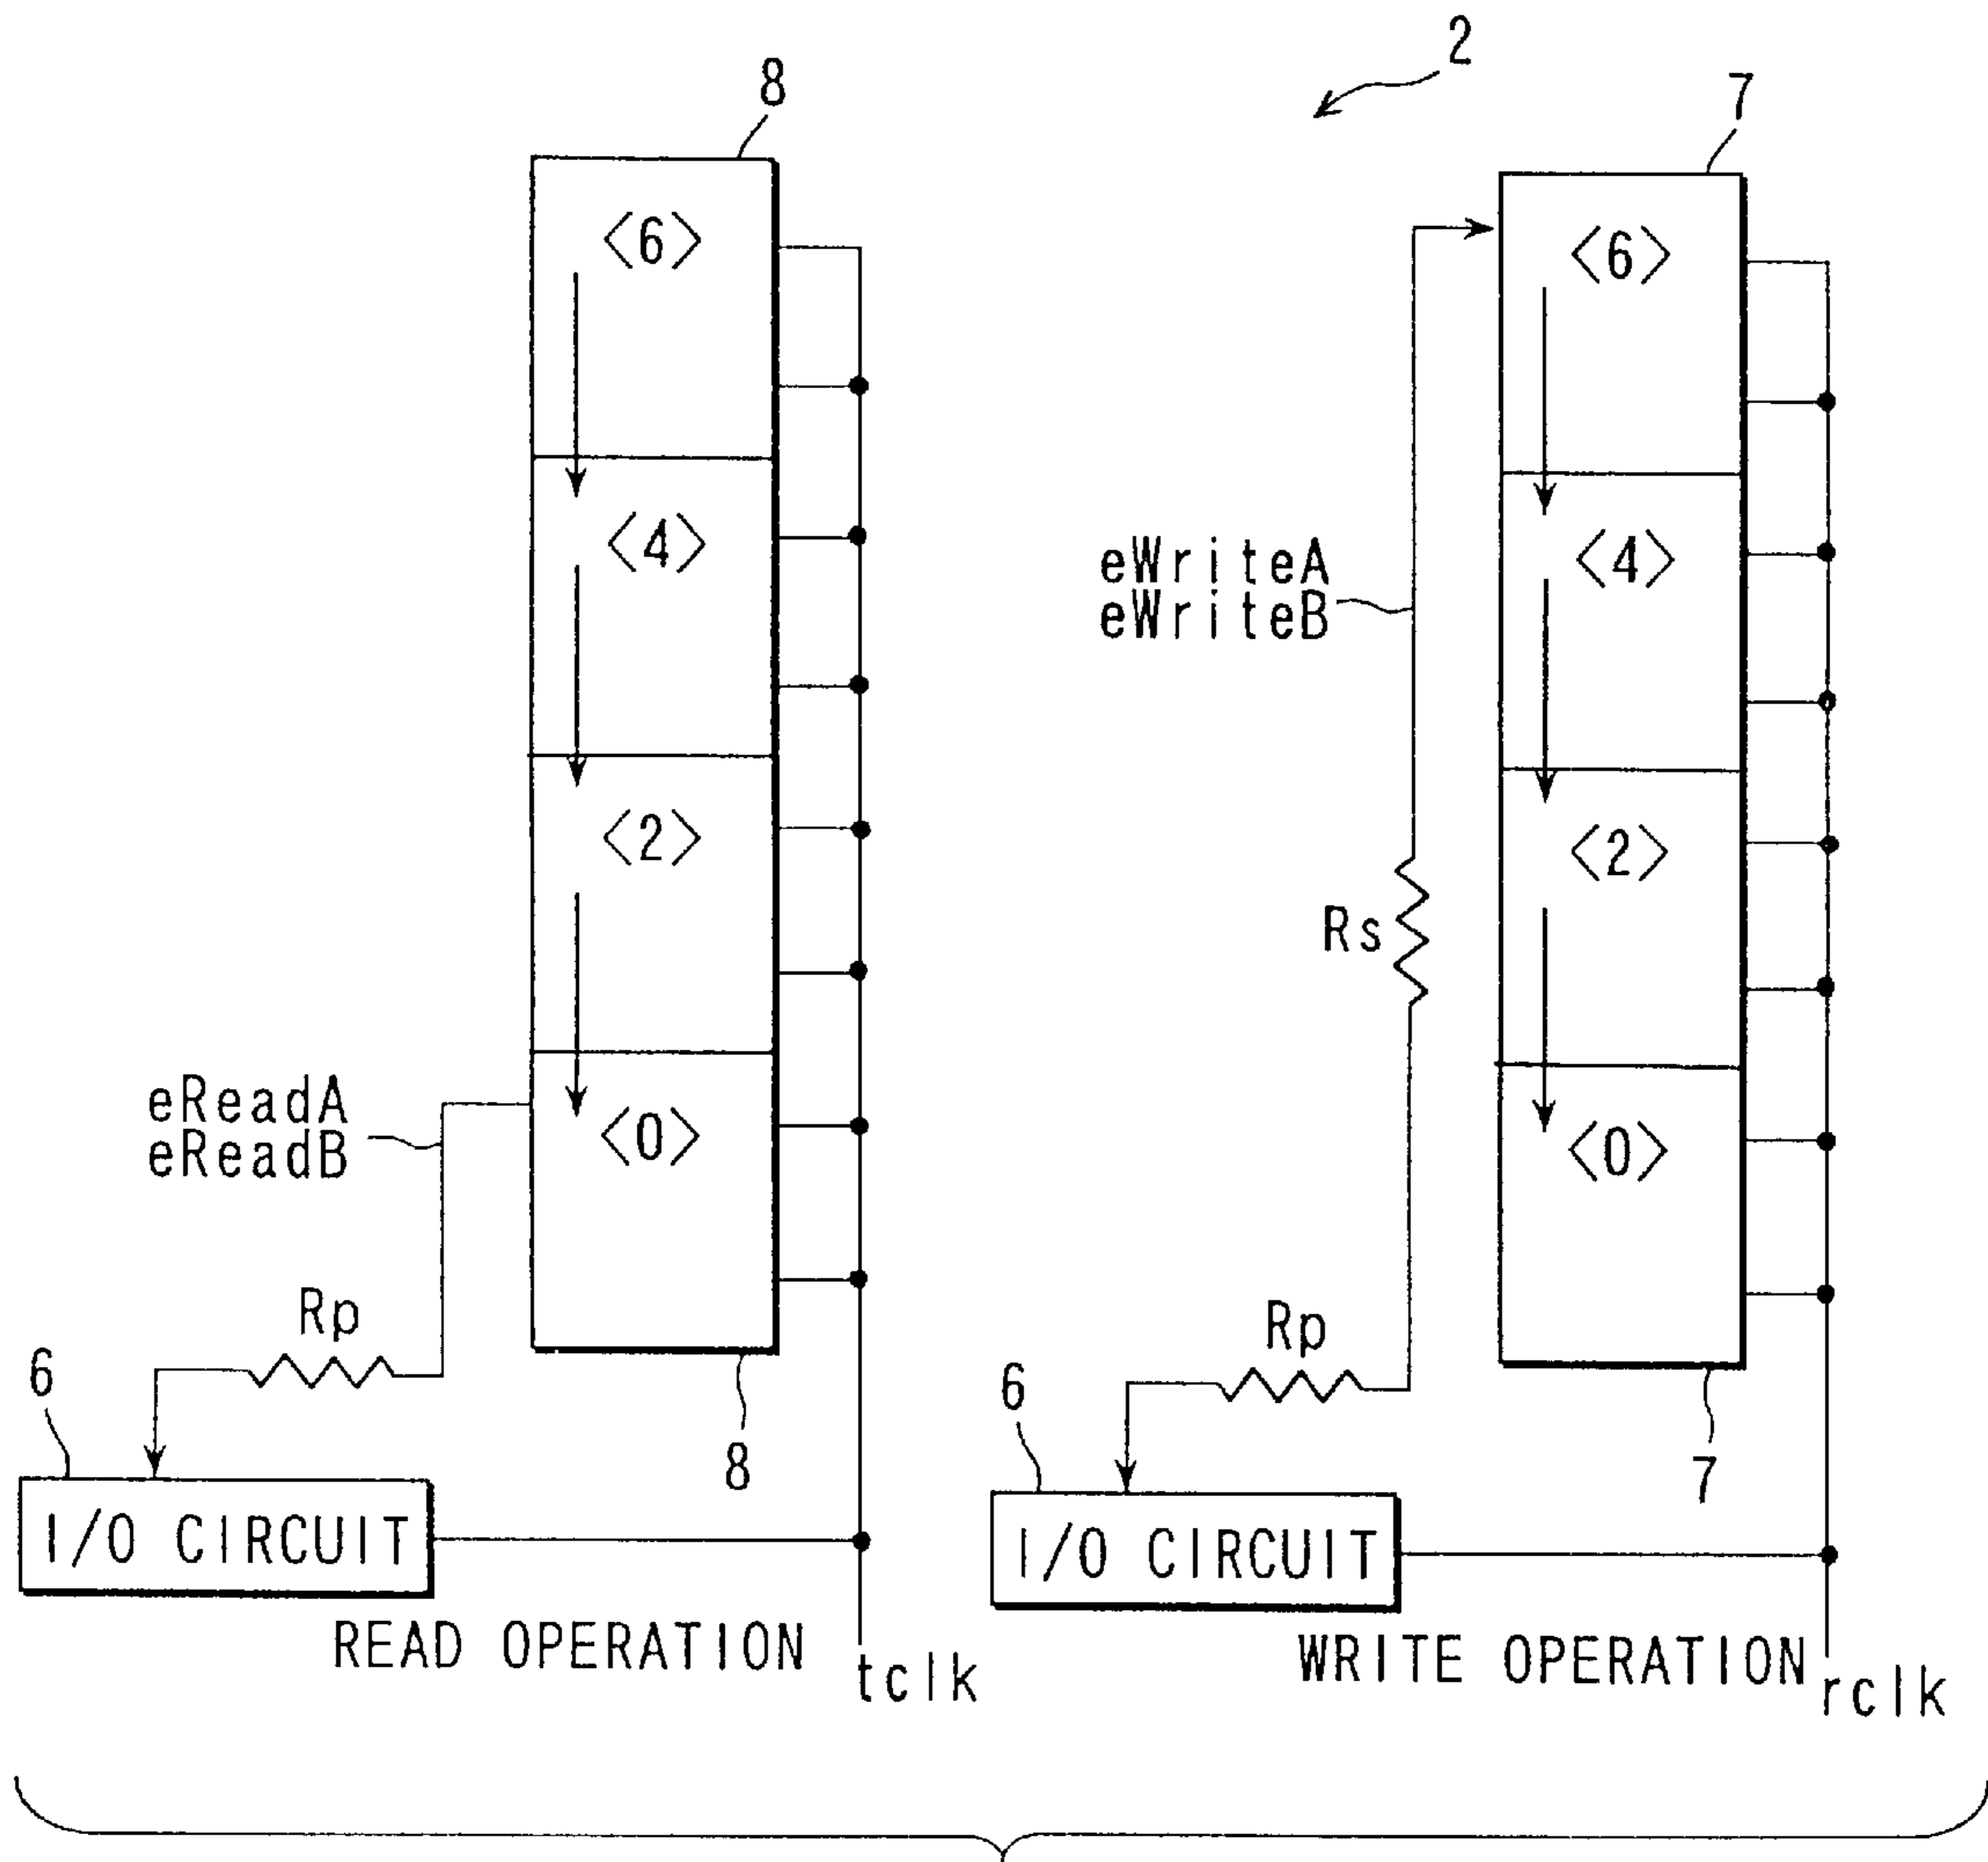 2
8
7
<6>
<6>
<4>
<4>
eWriteA
eWriteB
<2>
<2>
Rs
eReadA
eReadB
<0>
<0>
Rp
Rp
6
6
8
7
I/O CIRCUIT
I/O CIRCUIT
READ OPERATION
tclk
WRITE OPERATION
rclk